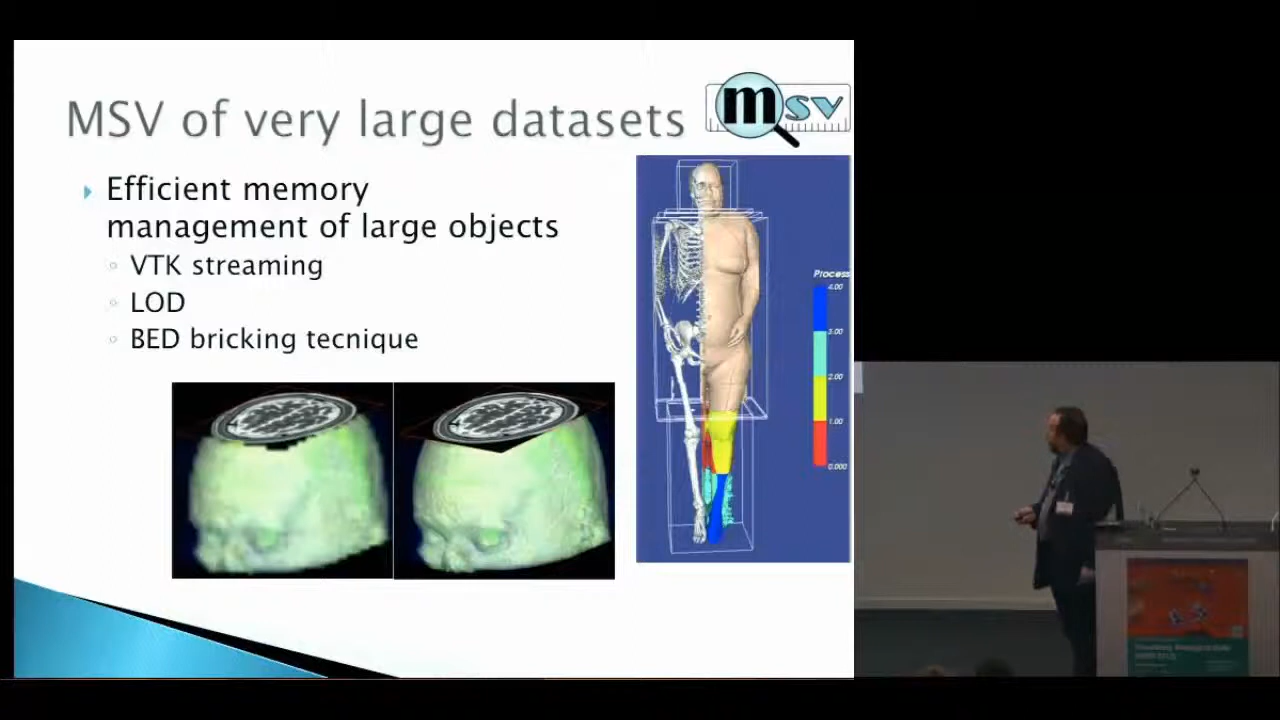 MSV of very large datasets
msv
Efficient memory
management of large objects
VTK streaming
LOD
BED bricking tecnique
Process
4.00
3.00
2.00
1.00
0.000